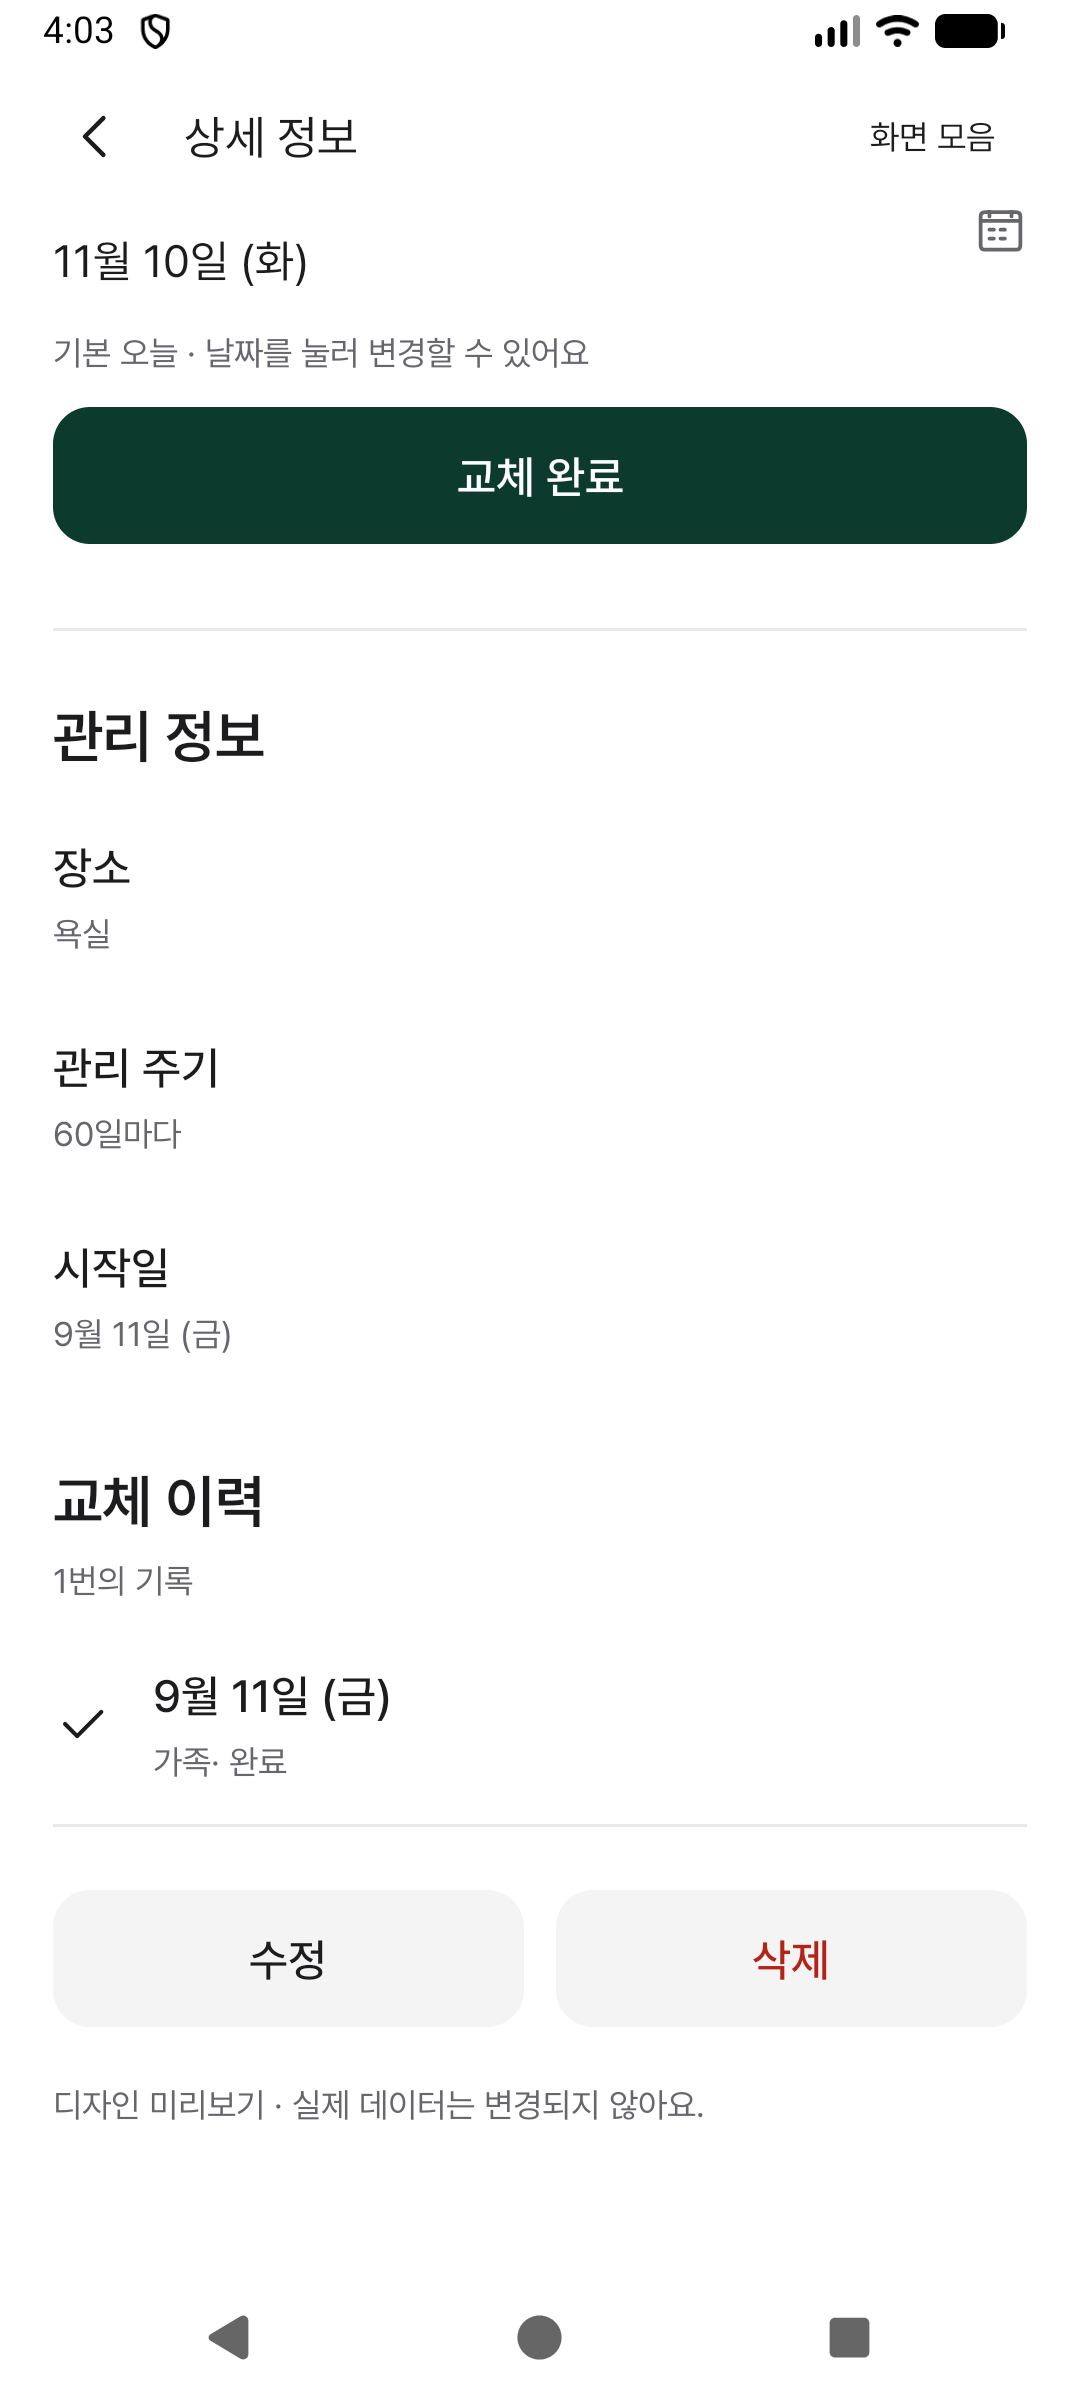 4:03
상세 정보
화면 모음
11월 10일 (화)
기본 오늘 · 날짜를 눌러 변경할 수 있어요
교체 완료
관리 정보
장소
욕실
관리 주기
60일마다
시작일
9월 11일 (금)
교체 이력
1번의 기록
9월 11일 (금)
가족· 완료
수정
삭제
디자인 미리보기 · 실제 데이터는 변경되지 않아요.